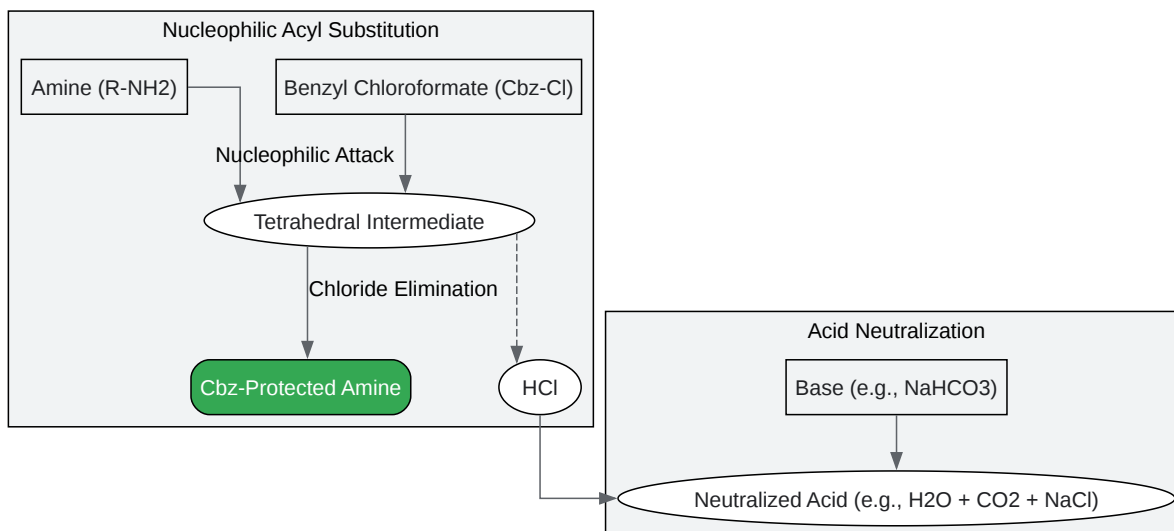 Nucleophilic Acyl Substitution
Amine (R-NH2)
Benzyl Chloroformate (Cbz-Cl)
Nucleophilic Attack
Tetrahedral Intermediate
Chloride Elimination
Cbz-Protected Amine
HCl
Acid Neutralization
Base (e.g., NaHCO3)
Neutralized Acid (e.g., H2O + CO2 + NaCl)